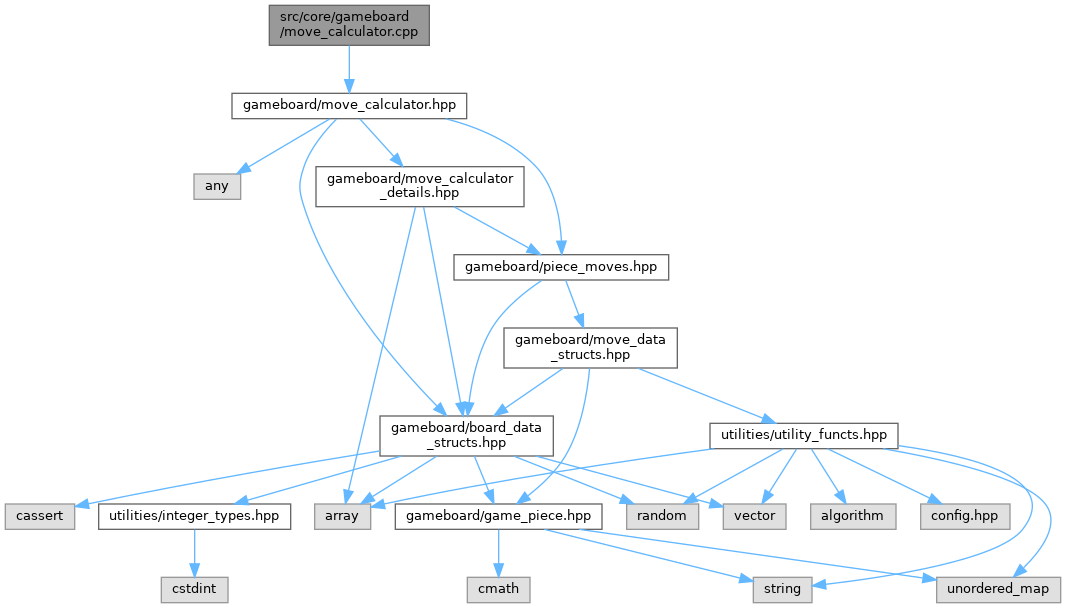 src/core/gameboard
/move_calculator.cpp
gameboard/move_calculator.hpp
any
gameboard/move_calculator
_details.hpp
gameboard/piece_moves.hpp
gameboard/move_data
_structs.hpp
gameboard/board_data
_structs.hpp
utilities/utility_functs.hpp
cassert
utilities/integer_types.hpp
array
gameboard/game_piece.hpp
random
vector
algorithm
config.hpp
cstdint
cmath
string
unordered_map